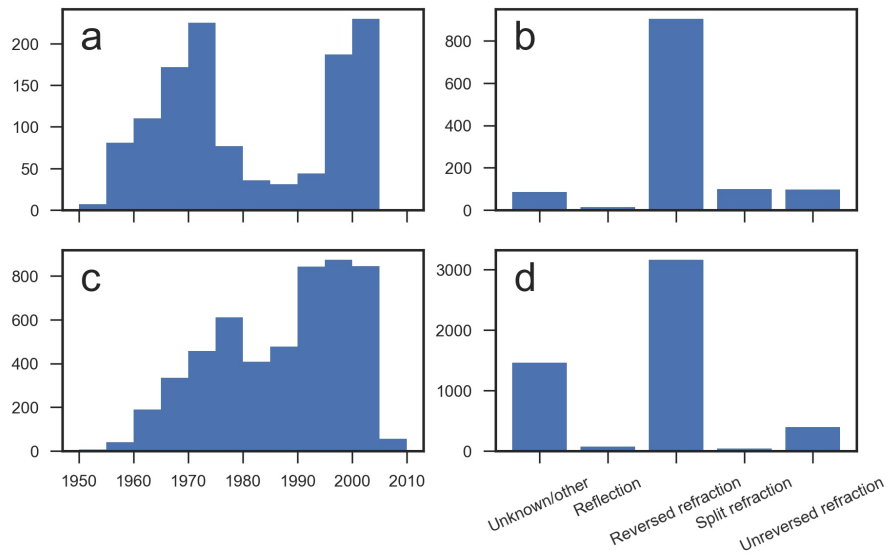 a
200
150
100
50
0
b
800
600
400
200
0
c
800
600
400
200
0
1950 1960 1970 1980 1990 2000 2010
d
3000
2000
1000
0
Unknown/other
Reflection
Reversed refraction
Split refraction
Unreversed refraction